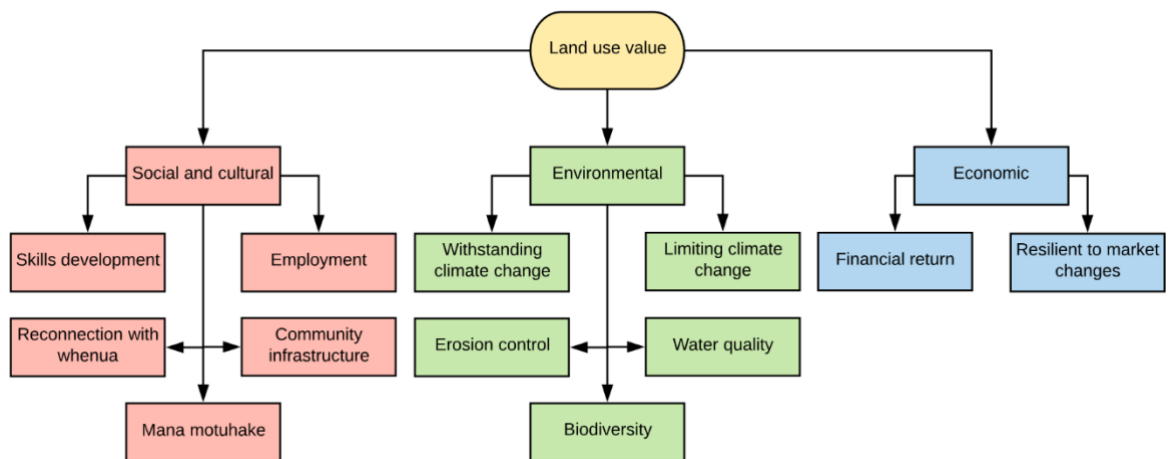 Land use value
Social and cultural
Environmental
Economic
Skills development
Employment
Withstanding
climate change
Limiting climate
change
Financial return
Resilient to market
changes
Reconnection with
whenua
Community
infrastructure
Erosion control
Water quality
Mana motuhake
Biodiversity